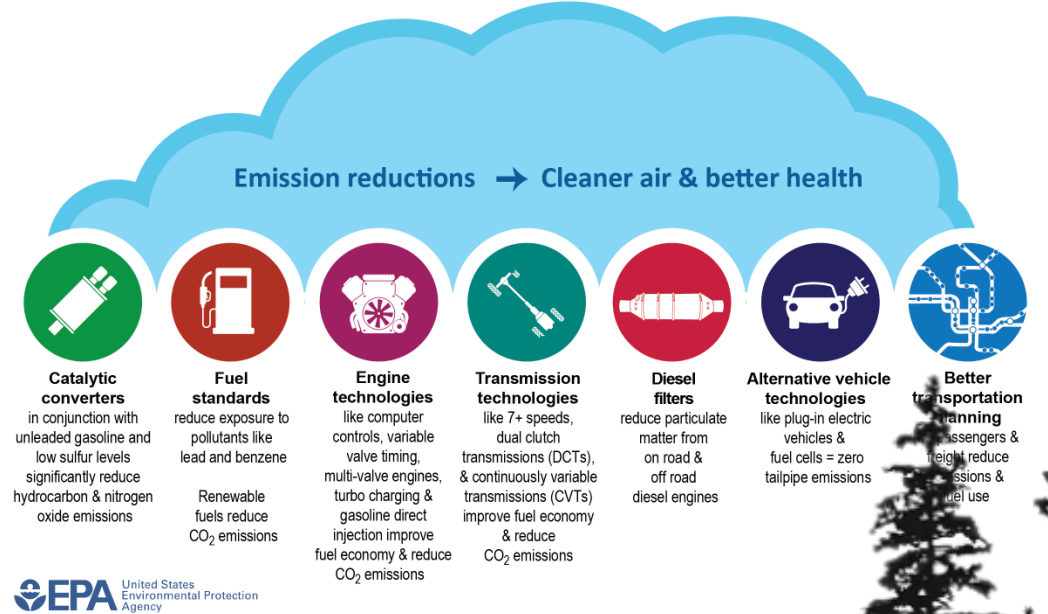 Emission reductions → Cleaner air & better health
Catalytic
converters
in conjunction with
unleaded gasoline and
low sulfur levels
significantly reduce
hydrocarbon & nitrogen
oxide emissions
Fuel
standards
reduce exposure to
pollutants like
lead and benzene
Renewable
fuels reduce
CO₂ emissions
Engine
technologies
like computer
controls, variable
valve timing,
multi-valve engines,
turbo charging &
gasoline direct
injection improve
fuel economy & reduce
CO₂ emissions
Transmission
technologies
like 7+ speeds,
dual clutch
transmissions (DCTs),
& continuously variable
transmissions (CVTs)
improve fuel economy
& reduce
CO₂ emissions
Diesel
filters
reduce particulate
matter from
on road &
off road
diesel engines
Alternative vehicle
technologies
like plug-in electric
vehicles &
fuel cells = zero
tailpipe emissions
Better
transportation
&
reduce
&
use
EPA
United States
Environmental Protection
Agency